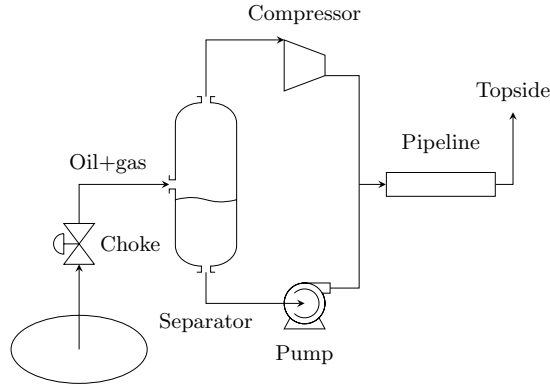 Compressor
Topside
Pipeline
Oil+gas
Choke
Separator
Pump